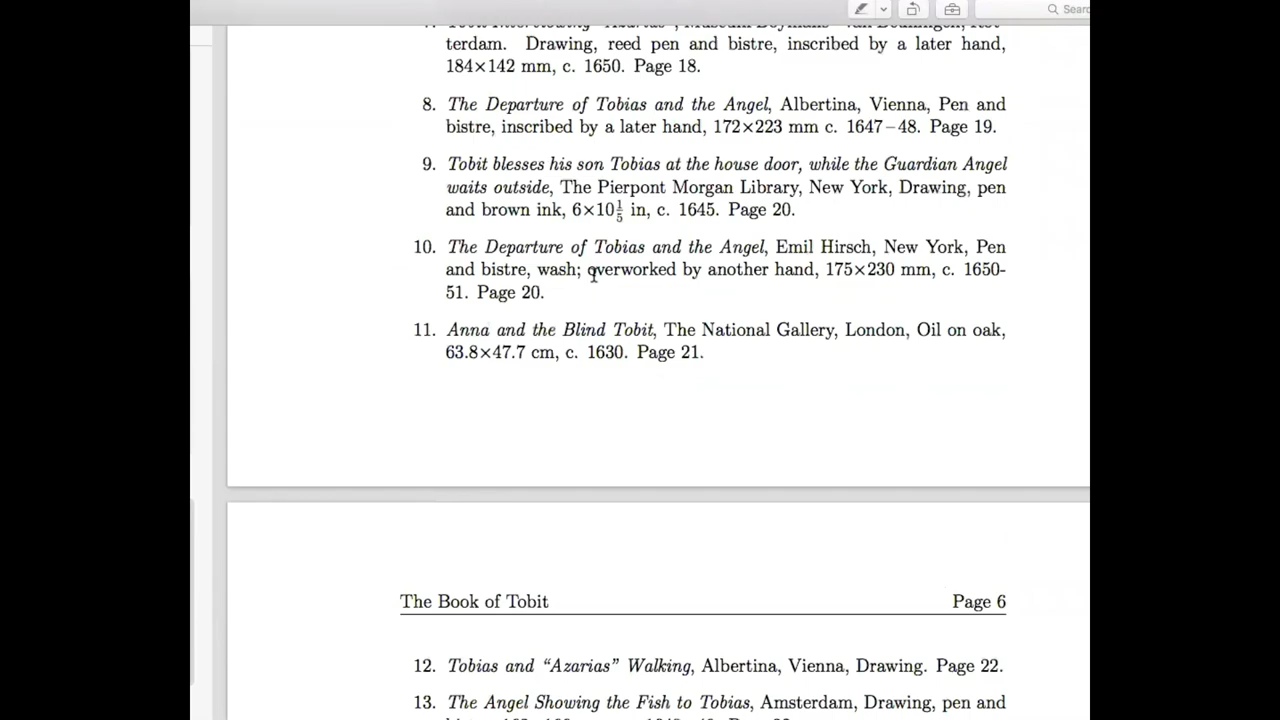 Sear
terdam. Drawing, reed pen and bistre, inscribed by a later hand,
184×142 mm, c. 1650. Page 18.
8. The Departure of Tobias and the Angel, Albertina, Vienna, Pen and
bistre, inscribed by a later hand, 172×223 mm c. 1647–48. Page 19.
9. Tobit blesses his son Tobias at the house door, while the Guardian Angel
waits outside, The Pierpont Morgan Library, New York, Drawing, pen
and brown ink, 6×10 1/5 in, c. 1645. Page 20.
10. The Departure of Tobias and the Angel, Emil Hirsch, New York, Pen
and bistre, wash; overworked by another hand, 175×230 mm, c. 1650-
51. Page 20.
11. Anna and the Blind Tobit, The National Gallery, London, Oil on oak,
63.8×47.7 cm, c. 1630. Page 21.
The Book of Tobit Page 6
12. Tobias and “Azarias” Walking, Albertina, Vienna, Drawing. Page 22.
13. The Angel Showing the Fish to Tobias, Amsterdam, Drawing, pen and